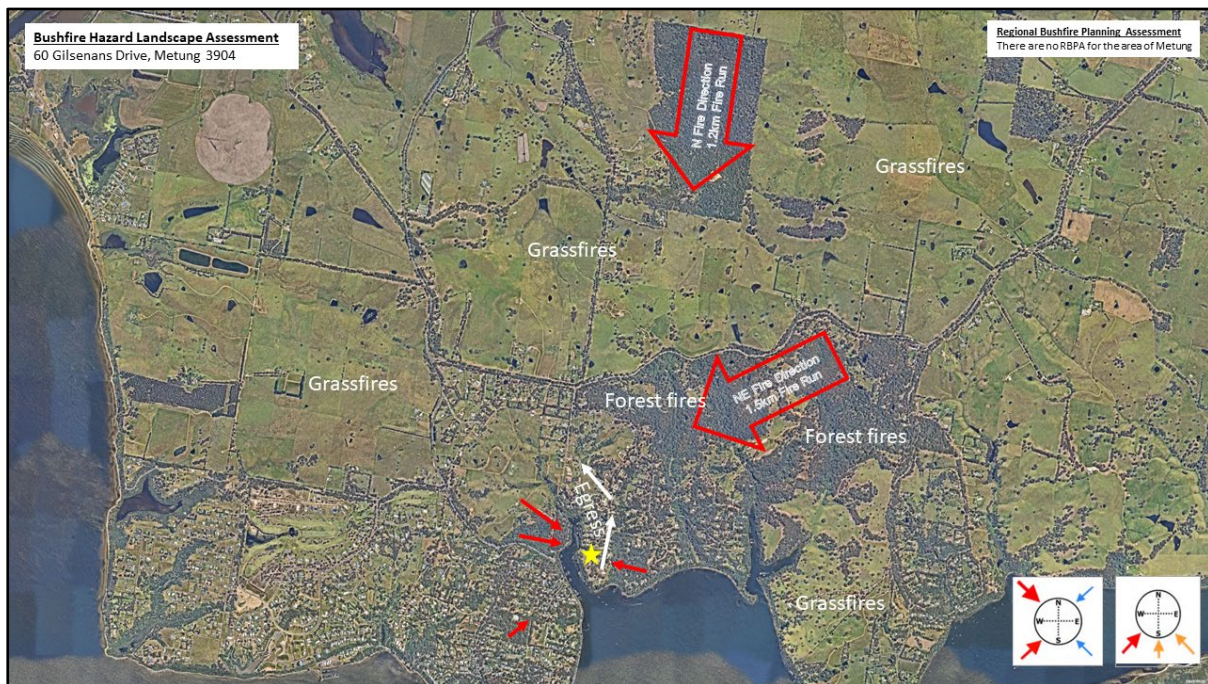 Bushfire Hazard Landscape Assessment
60 Gilsenans Drive, Metung 3904
Regional Bushfire Planning Assessment
There are no RBPA for the area of Metung
N Fire Direction
1.2km Fire Run
Grassfires
Grassfires
Grassfires
NE Fire Direction
1.5km Fire Run
Forest fires
Forest fires
Egress
Grassfires
N
W
E
S
N
W
E
S